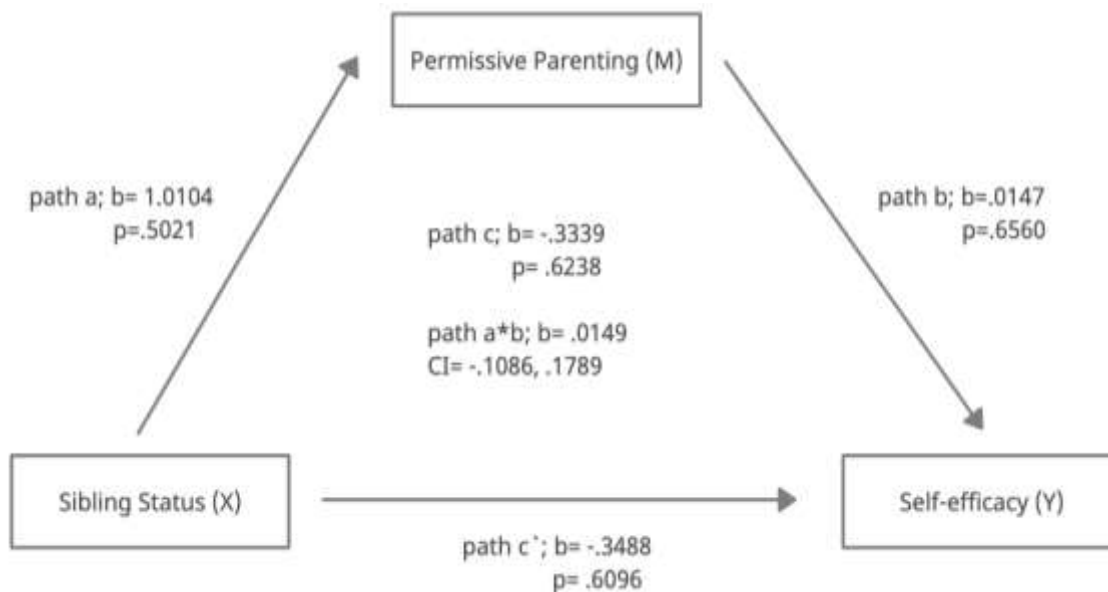 Permissive Parenting (M)
path a; b= 1.0104
p=.5021
path b; b=.0147
p=.6560
path c; b= -.3339
p= .6238
path a*b; b= .0149
CI= -.1086, .1789
Sibling Status (X)
Self-efficacy (Y)
path c`; b= -.3488
p= .6096